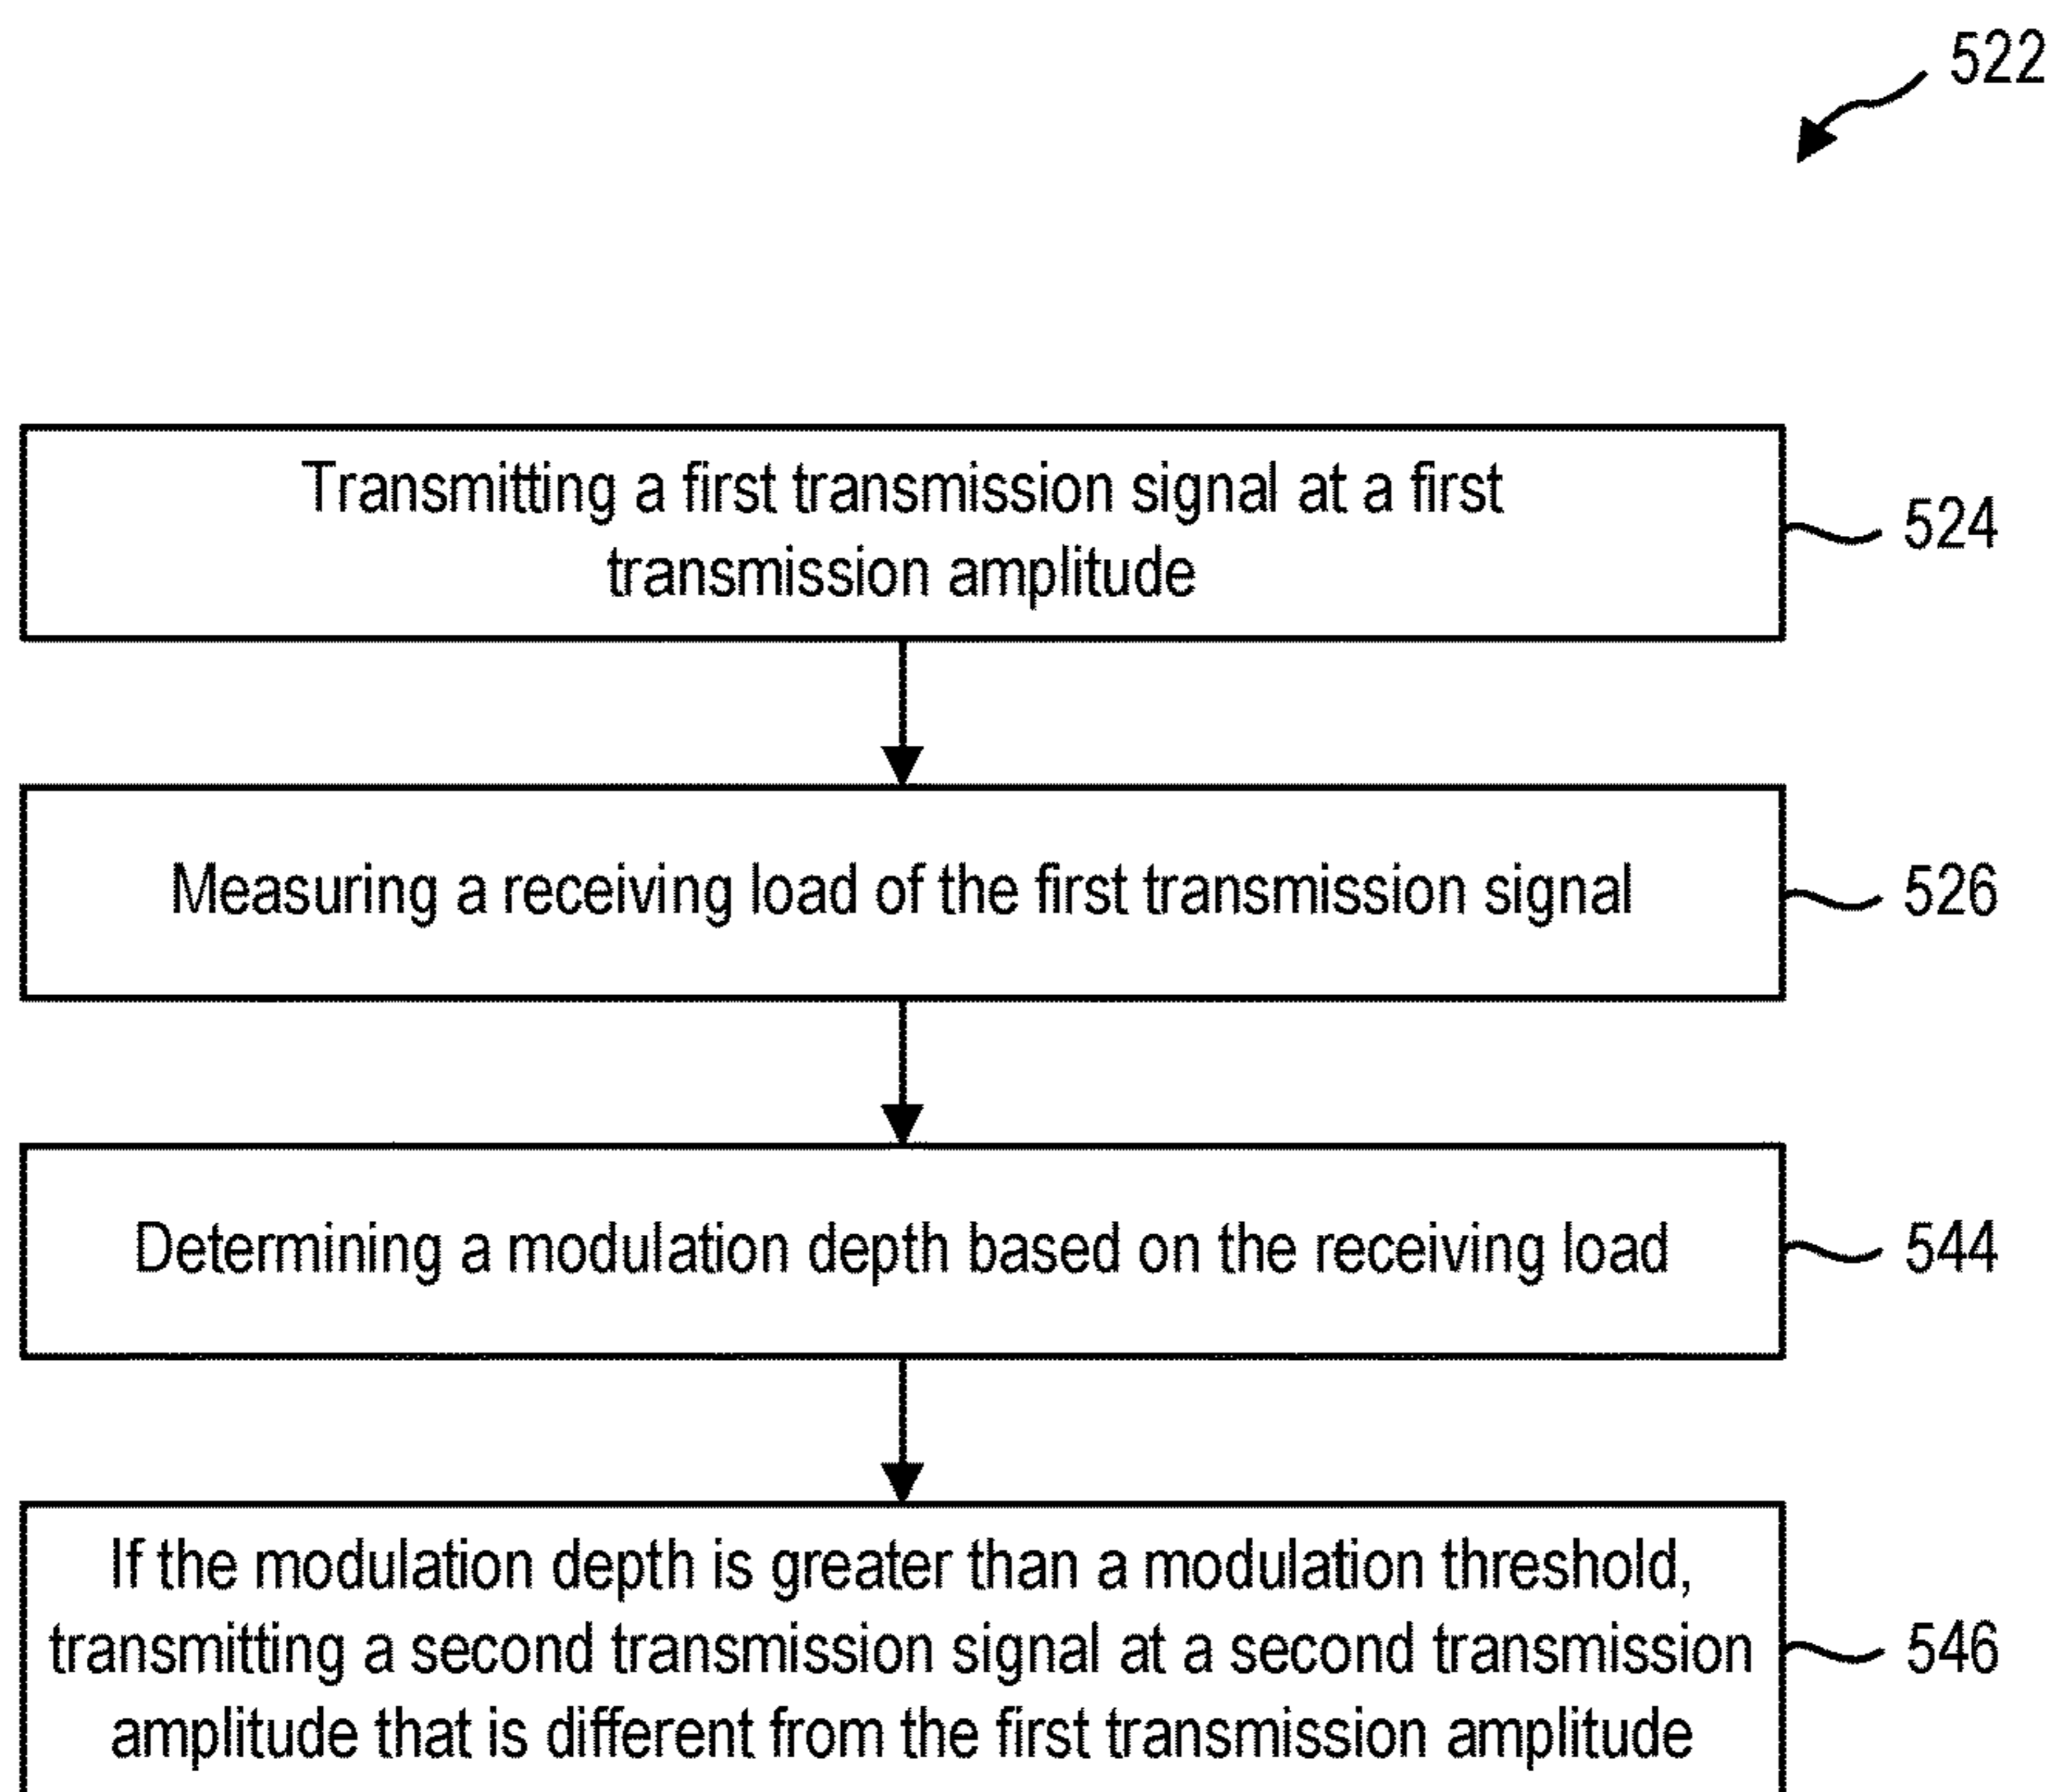 522
Transmitting a first transmission signal at a first
transmission amplitude
524
Measuring a receiving load of the first transmission signal
526
Determining a modulation depth based on the receiving load
544
If the modulation depth is greater than a modulation threshold,
transmitting a second transmission signal at a second transmission
amplitude that is different from the first transmission amplitude
546